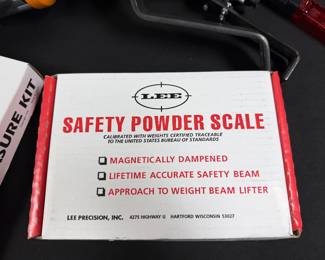 LEE
SAFETY POWDER SCALE
CALIBRATED WITH WEIGHTS CERTIFIED TRACEABLE
TO THE UNITED STATES BUREAU OF STANDARDS
MAGNETICALLY DAMPENED
LIFETIME ACCURATE SAFETY BEAM
APPROACH TO WEIGHT BEAM LIFTER
LEE PRECISION, INC. 4275 HIGHWAY U HARTFORD WISCONSIN 53027
SURE KIT